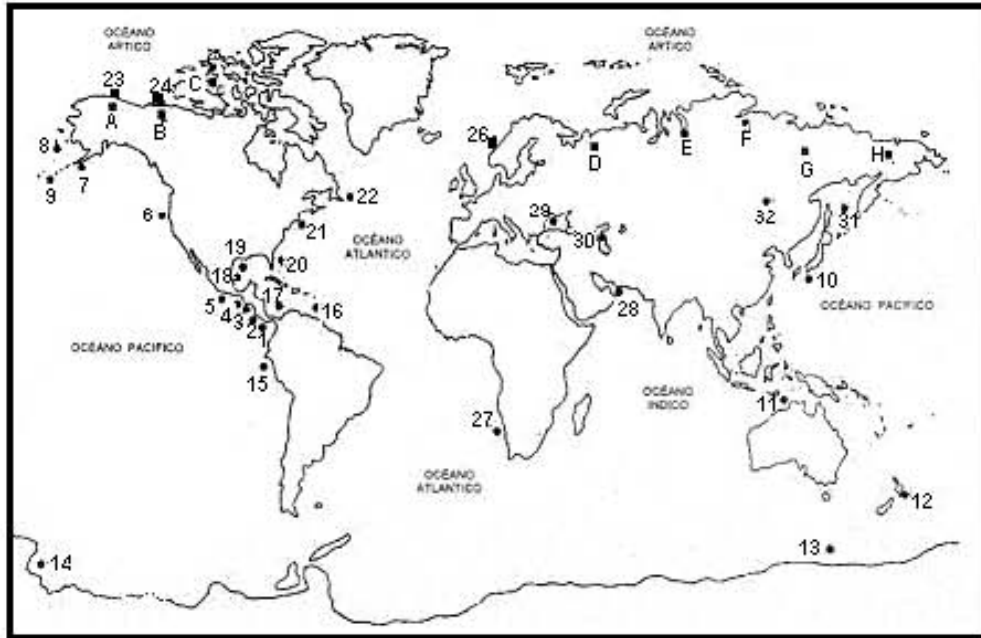 OCÉANO
ÁRTICO
OCÉANO
ÁRTICO
23
24
C
A
B
26
8
D
E
F
G
H
7
9
22
6
29
32
31
21
30
OCÉANO
ATLANTICO
19
20
18
10
28
17
16
5
4
3
2
1
OCÉANO PACIFICO
OCÉANO PACIFICO
15
OCÉANO
INDICO
11
27
OCÉANO
ATLANTICO
12
13
14